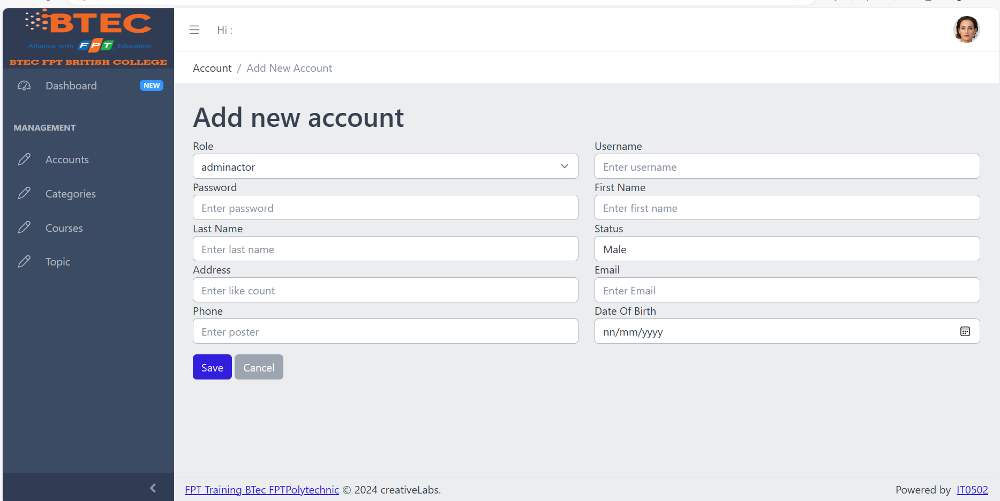 BTEC
Alliance with FPT Education
BTEC FPT BRITISH COLLEGE
Dashboard NEW
MANAGEMENT
Accounts
Categories
Courses
Topic
Hi :
Account / Add New Account
Add new account
Role
adminactor
Username
Enter username
Password
Enter password
First Name
Enter first name
Last Name
Enter last name
Status
Male
Address
Enter like count
Email
Enter Email
Phone
Enter poster
Date Of Birth
nn/mm/yyyy
Save Cancel
FPT Training BTec FPTPolytechnic © 2024 creativeLabs.
Powered by IT0502